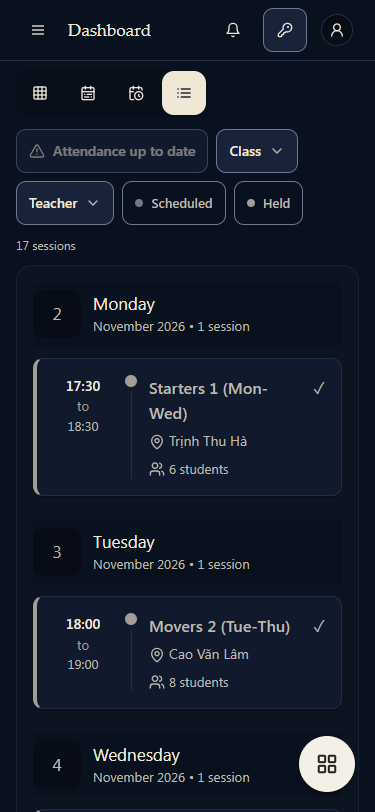 Dashboard
Attendance up to date
Class
Teacher
Scheduled
Held
17 sessions
2
Monday
November 2026 • 1 session
17:30
to
18:30
Starters 1 (Mon-
Wed)
Trịnh Thu Hà
6 students
3
Tuesday
November 2026 • 1 session
18:00
to
19:00
Movers 2 (Tue-Thu)
Cao Văn Lâm
8 students
4
Wednesday
November 2026 • 1 session